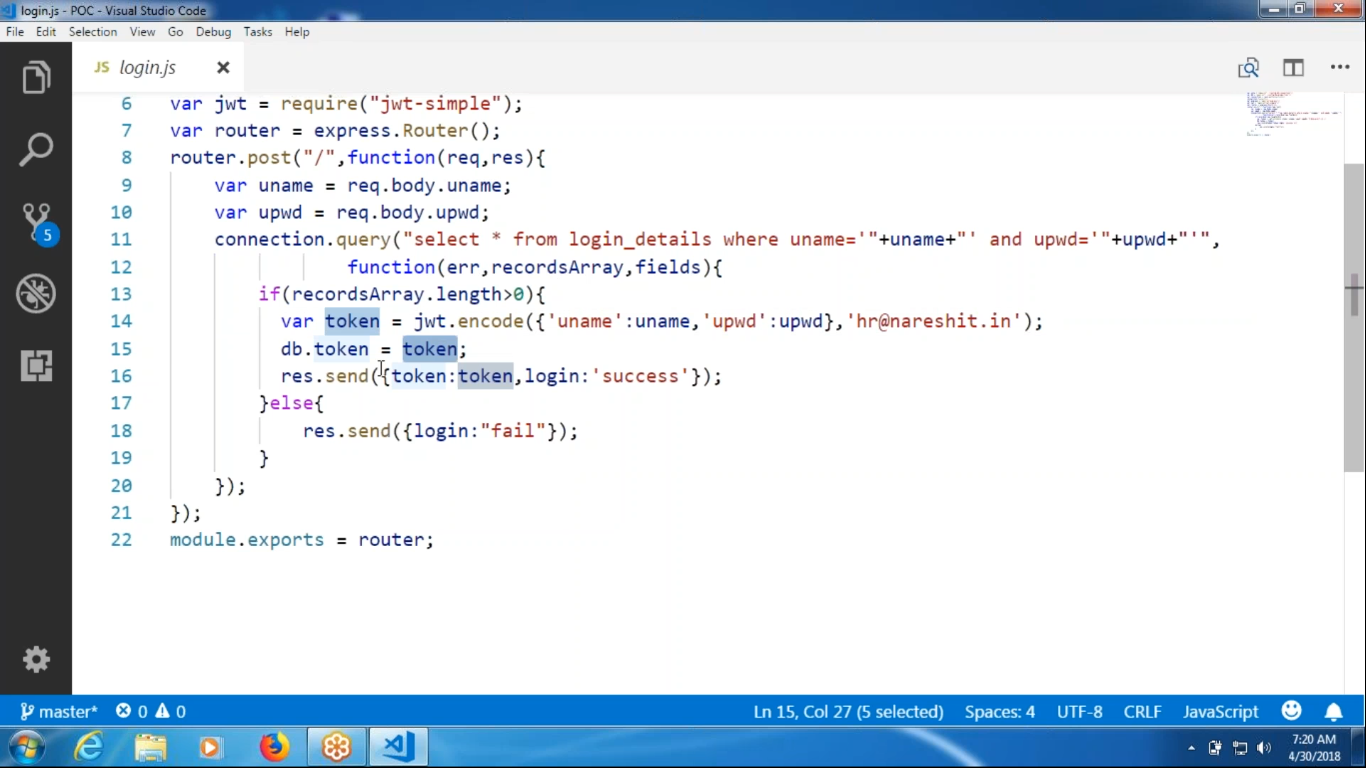 login.js - POC - Visual Studio Code
File Edit Selection View Go Debug Tasks Help
JS login.js
6 var jwt = require("jwt-simple");
7 var router = express.Router();
8 router.post("/",function(req,res){
9 var uname = req.body.uname;
10 var upwd = req.body.upwd;
11 connection.query("select * from login_details where uname='"+uname+"' and upwd='"+upwd+"'",
12 function(err,recordsArray,fields){
13 if(recordsArray.length>0){
14 var token = jwt.encode({'uname':uname,'upwd':upwd},'hr@nareshit.in');
15 db.token = token;
16 res.send({token:token,login:'success'});
17 }else{
18 res.send({login:"fail"});
19 }
20 });
21 });
22 module.exports = router;
5
master* 0 0 Ln 15, Col 27 (5 selected) Spaces: 4 UTF-8 CRLF JavaScript
7:20 AM
4/30/2018